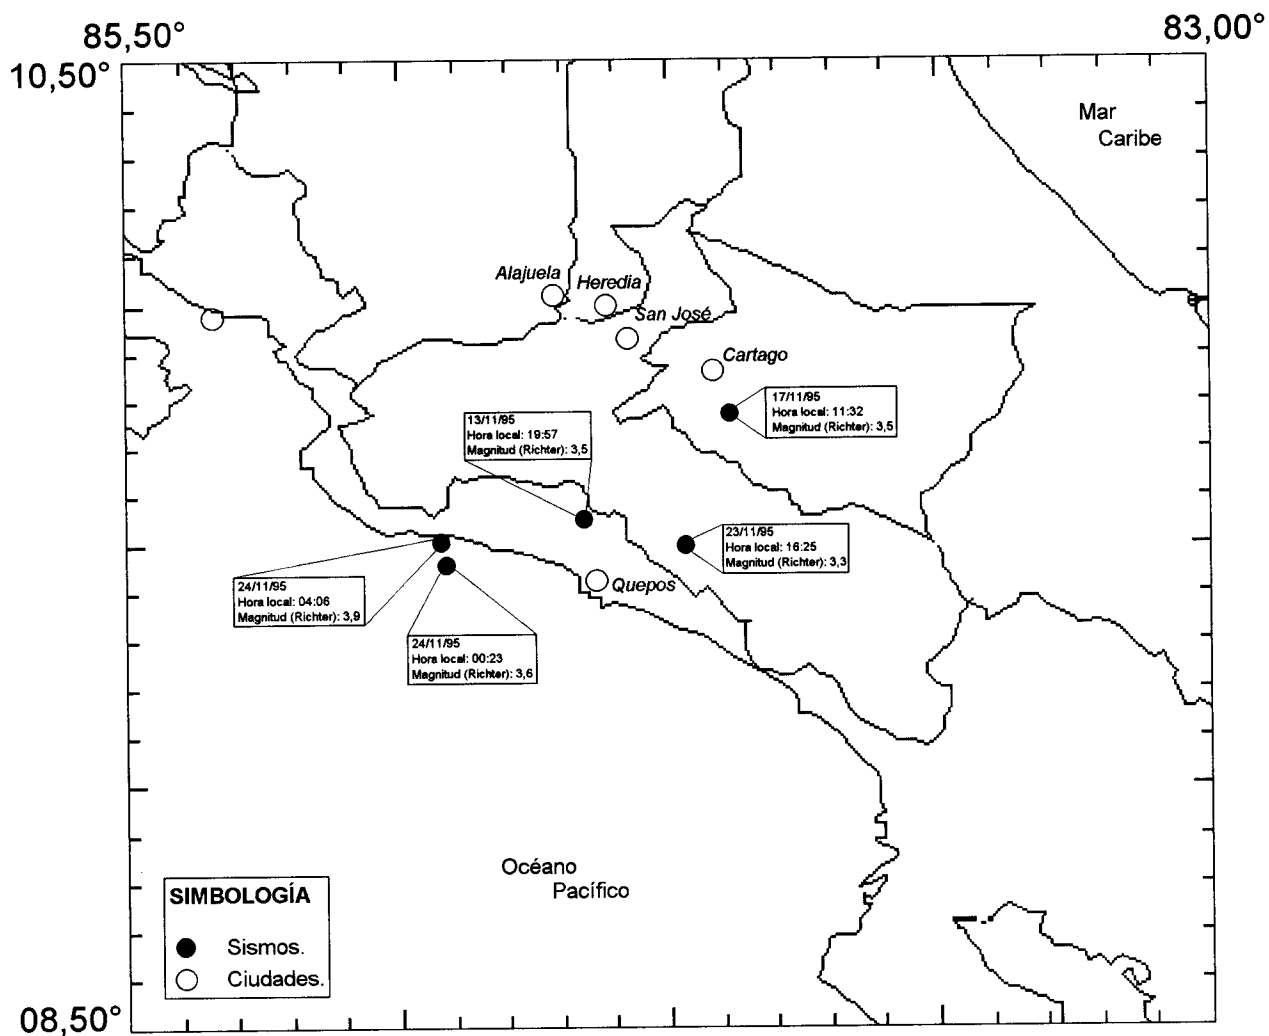 85,50°
83,00°
10,50°
Mar
Caribe
Alajuela
Heredia
San José
Cartago
17/11/95
Hora local: 11:32
Magnitud (Richter): 3,5
13/11/95
Hora local: 19:57
Magnitud (Richter): 3,5
23/11/95
Hora local: 16:25
Magnitud (Richter): 3,3
24/11/95
Hora local: 04:06
Magnitud (Richter): 3,9
Quepos
24/11/95
Hora local: 00:23
Magnitud (Richter): 3,6
Océano
Pacífico
SIMBOLOGÍA
Sismos.
Ciudades.
08,50°